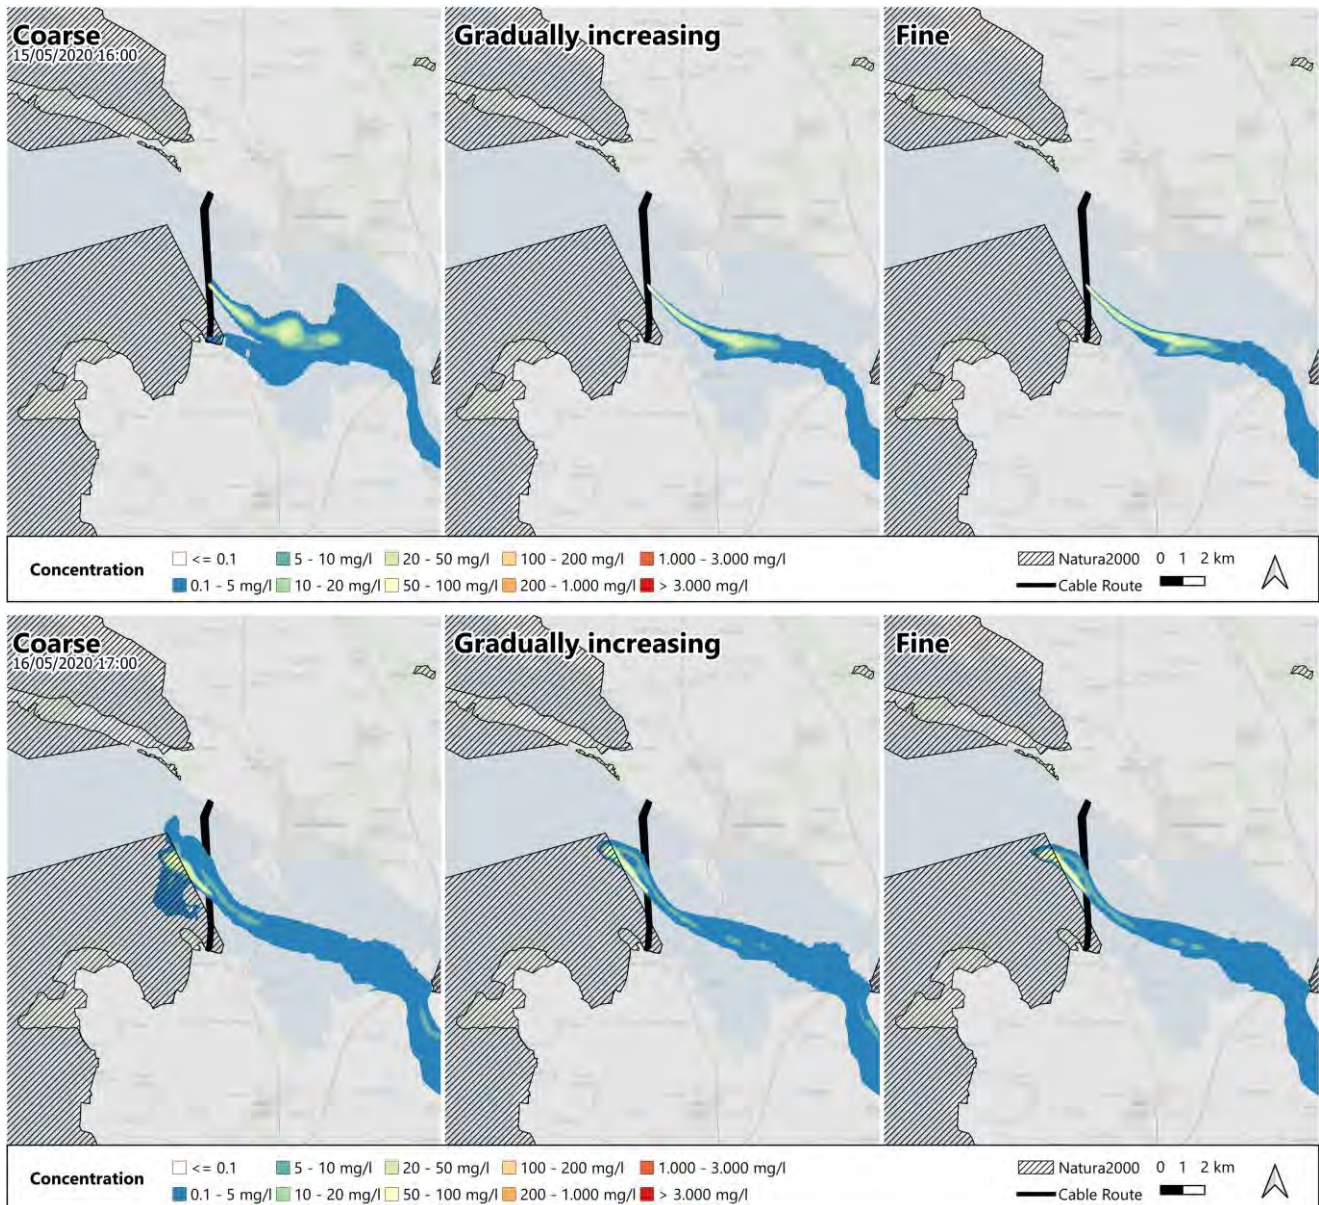 Coarse
15/05/2020 16:00
Gradually increasing
Fine
Concentration
<= 0.1
5 - 10 mg/l
20 - 50 mg/l
100 - 200 mg/l
1.000 - 3.000 mg/l
0.1 - 5 mg/l
10 - 20 mg/l
50 - 100 mg/l
200 - 1.000 mg/l
> 3.000 mg/l
Natura2000
0 1 2 km
Cable Route
Coarse
16/05/2020 17:00
Gradually increasing
Fine
Concentration
<= 0.1
5 - 10 mg/l
20 - 50 mg/l
100 - 200 mg/l
1.000 - 3.000 mg/l
0.1 - 5 mg/l
10 - 20 mg/l
50 - 100 mg/l
200 - 1.000 mg/l
> 3.000 mg/l
Natura2000
0 1 2 km
Cable Route